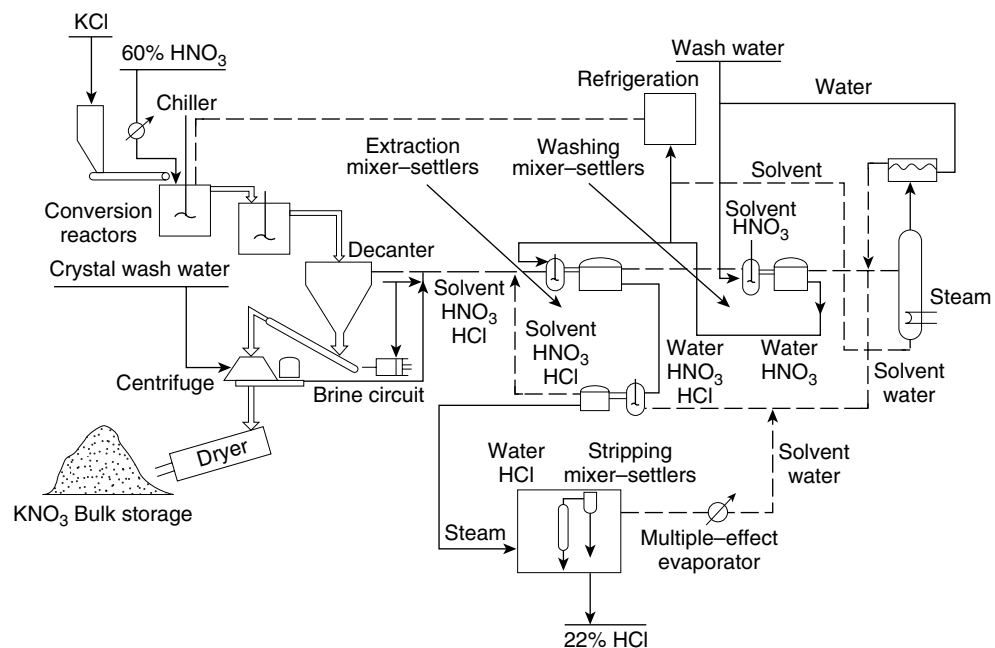 KCl
60% HNO₃
Chiller
Wash water
Refrigeration
Water
Extraction
mixer–settlers
Washing
mixer–settlers
Solvent
Conversion
reactors
Solvent
HNO₃
Decanter
Crystal wash water
Solvent
HNO₃
HCl
Steam
Solvent
HNO₃
HCl
Water
HNO₃
HCl
Water
HNO₃
Solvent
water
Centrifuge
Brine circuit
Dryer
Water
HCl
Stripping
mixer–settlers
Solvent
water
KNO₃ Bulk storage
Steam
Multiple–effect
evaporator
22% HCl